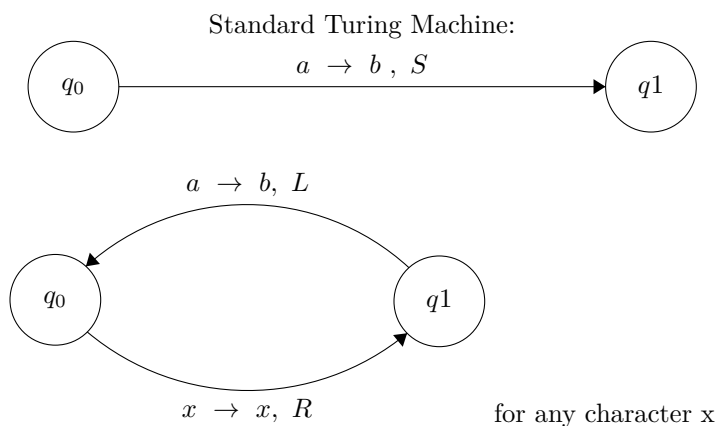 Standard Turing Machine:
a → b , S
q₀
q1
a → b, L
q₀
q1
x → x, R
for any character x